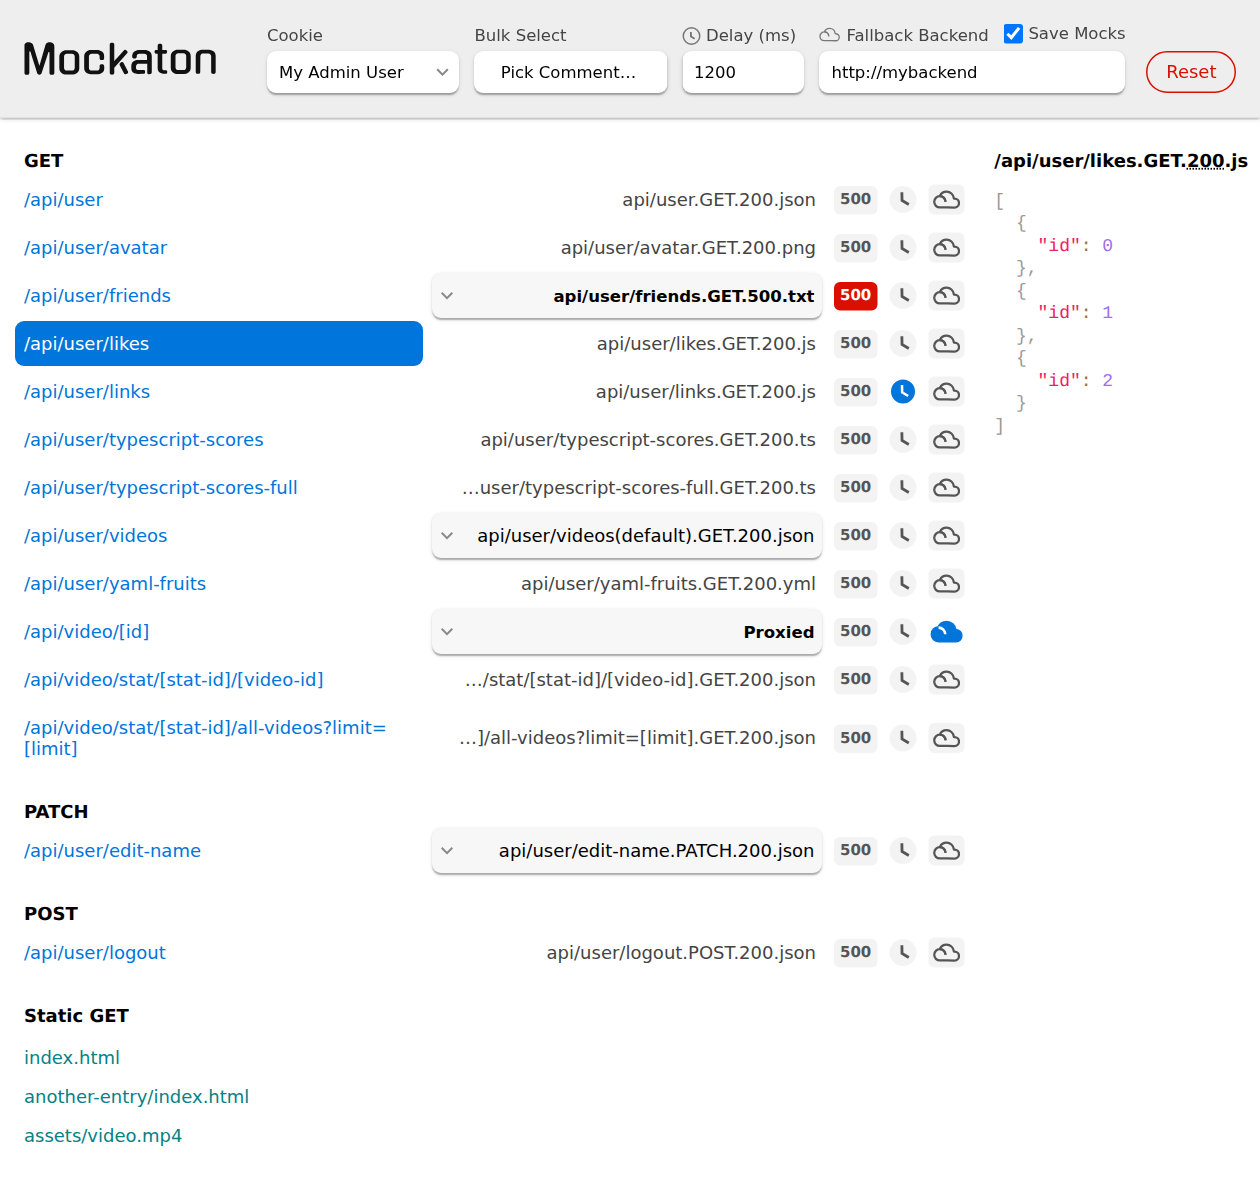 Mockaton
Cookie
My Admin User
Bulk Select
Pick Comment…
Delay (ms)
1200
Fallback Backend
Save Mocks
http://mybackend
Reset
GET
/api/user api/user.GET.200.json 500
/api/user/avatar api/user/avatar.GET.200.png 500
/api/user/friends api/user/friends.GET.500.txt 500
/api/user/likes api/user/likes.GET.200.js 500
/api/user/links api/user/links.GET.200.js 500
/api/user/typescript-scores api/user/typescript-scores.GET.200.ts 500
/api/user/typescript-scores-full …user/typescript-scores-full.GET.200.ts 500
/api/user/videos api/user/videos(default).GET.200.json 500
/api/user/yaml-fruits api/user/yaml-fruits.GET.200.yml 500
/api/video/[id] Proxied 500
/api/video/stat/[stat-id]/[video-id] …/stat/[stat-id]/[video-id].GET.200.json 500
/api/video/stat/[stat-id]/all-videos?limit=
[limit] …]/all-videos?limit=[limit].GET.200.json 500
PATCH
/api/user/edit-name api/user/edit-name.PATCH.200.json 500
POST
/api/user/logout api/user/logout.POST.200.json 500
Static GET
index.html
another-entry/index.html
assets/video.mp4
/api/user/likes.GET.200.js
[
  {
    "id": 0
  },
  {
    "id": 1
  },
  {
    "id": 2
  }
]